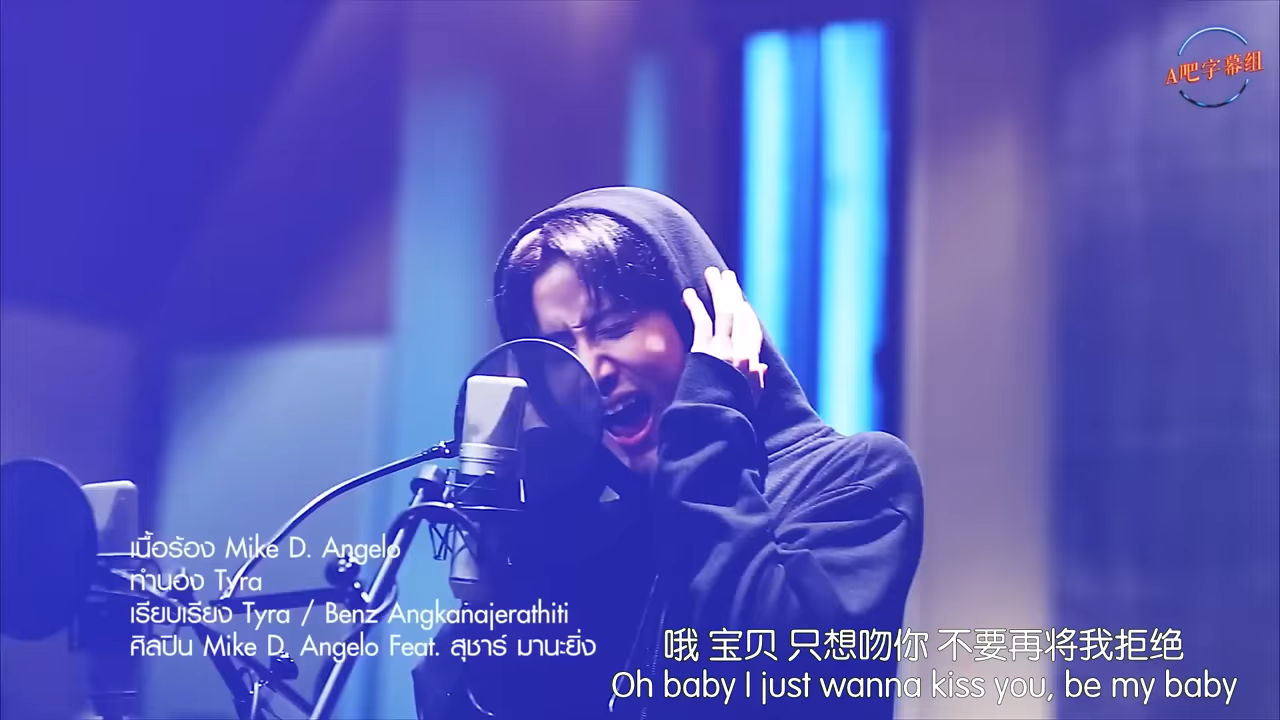 A吧字幕组
เนื้อร้อง Mike D. Angelo
ทำนอง Tyra
เรียบเรียง Tyra / Benz Angkanajerathiti
ศิลปิน Mike D. Angelo Feat. สุชาร์ มานะยิ่ง
哦 宝贝 只想吻你 不要再将我拒绝
Oh baby I just wanna kiss you, be my baby